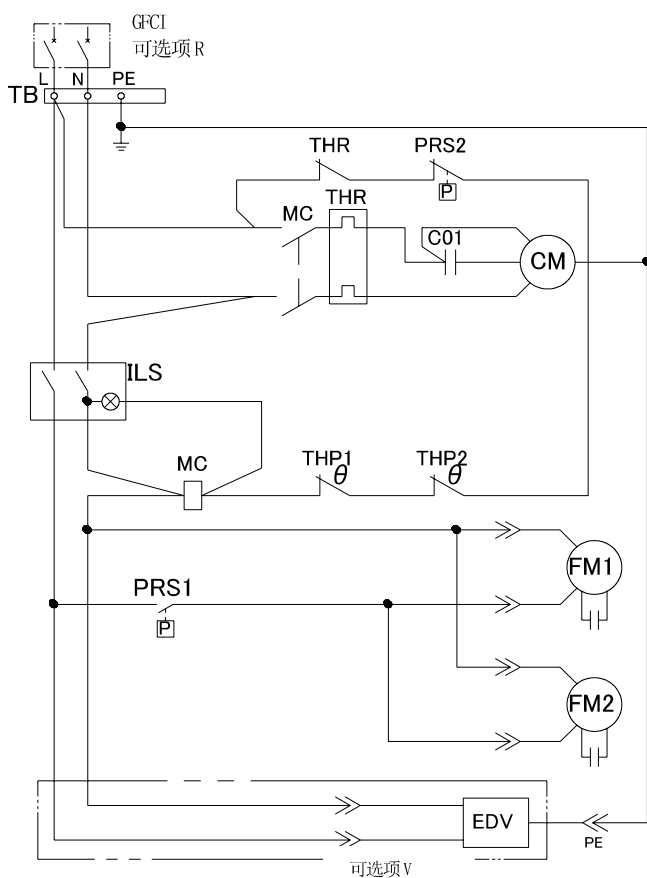 GFCI
可选项R
L N PE
TB
THR PRS2
P
THR
MC
C01
CM
ILS
MC THP1 THP2
θ θ
FM1
PRS1
P
FM2
EDV
PE
可选项V